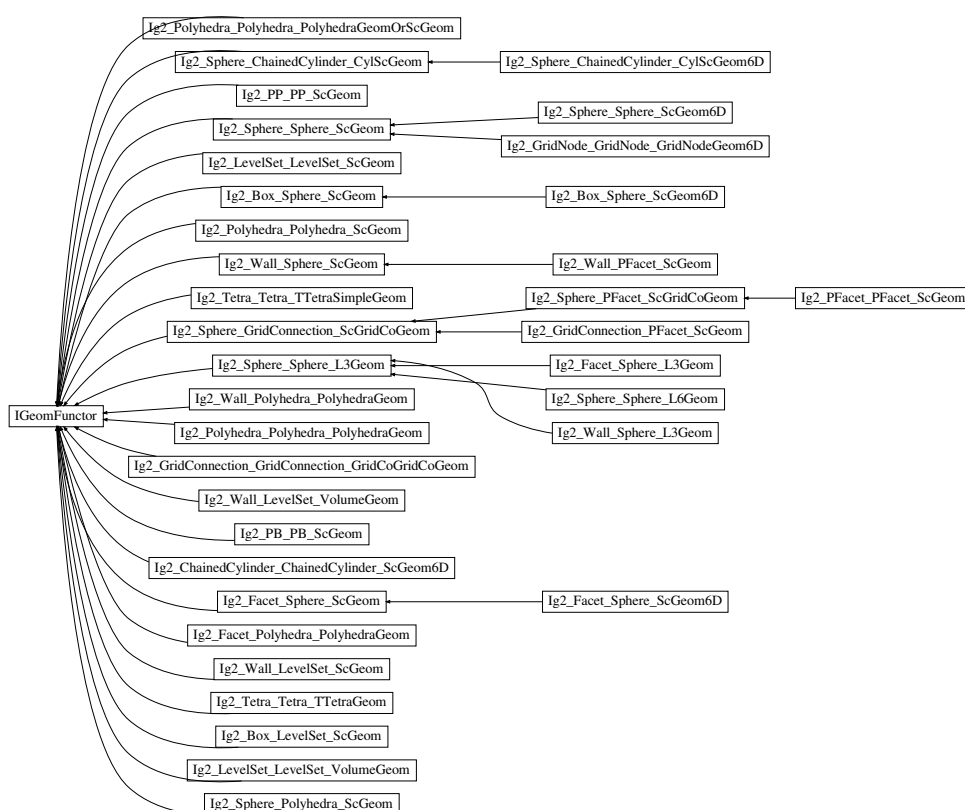 Ig2_Polyhedra_Polyhedra_PolyhedraGeomOrScGeom
Ig2_Sphere_ChainedCylinder_CylScGeom
Ig2_Sphere_ChainedCylinder_CylScGeom6D
Ig2_PP_PP_ScGeom
Ig2_Sphere_Sphere_ScGeom6D
Ig2_Sphere_Sphere_ScGeom
Ig2_GridNode_GridNode_GridNodeGeom6D
Ig2_LevelSet_LevelSet_ScGeom
Ig2_Box_Sphere_ScGeom
Ig2_Box_Sphere_ScGeom6D
Ig2_Polyhedra_Polyhedra_ScGeom
Ig2_Wall_Sphere_ScGeom
Ig2_Wall_PFacet_ScGeom
Ig2_Tetra_Tetra_TTetraSimpleGeom
Ig2_Sphere_PFacet_ScGridCoGeom
Ig2_PFacet_PFacet_ScGeom
Ig2_Sphere_GridConnection_ScGridCoGeom
Ig2_GridConnection_PFacet_ScGeom
Ig2_Sphere_Sphere_L3Geom
Ig2_Facet_Sphere_L3Geom
Ig2_Wall_Polyhedra_PolyhedraGeom
Ig2_Sphere_Sphere_L6Geom
IGeomFunctor
Ig2_Polyhedra_Polyhedra_PolyhedraGeom
Ig2_Wall_Sphere_L3Geom
Ig2_GridConnection_GridConnection_GridCoGridCoGeom
Ig2_Wall_LevelSet_VolumeGeom
Ig2_PB_PB_ScGeom
Ig2_ChainedCylinder_ChainedCylinder_ScGeom6D
Ig2_Facet_Sphere_ScGeom
Ig2_Facet_Sphere_ScGeom6D
Ig2_Facet_Polyhedra_PolyhedraGeom
Ig2_Wall_LevelSet_ScGeom
Ig2_Tetra_Tetra_TTetraGeom
Ig2_Box_LevelSet_ScGeom
Ig2_LevelSet_LevelSet_VolumeGeom
Ig2_Sphere_Polyhedra_ScGeom